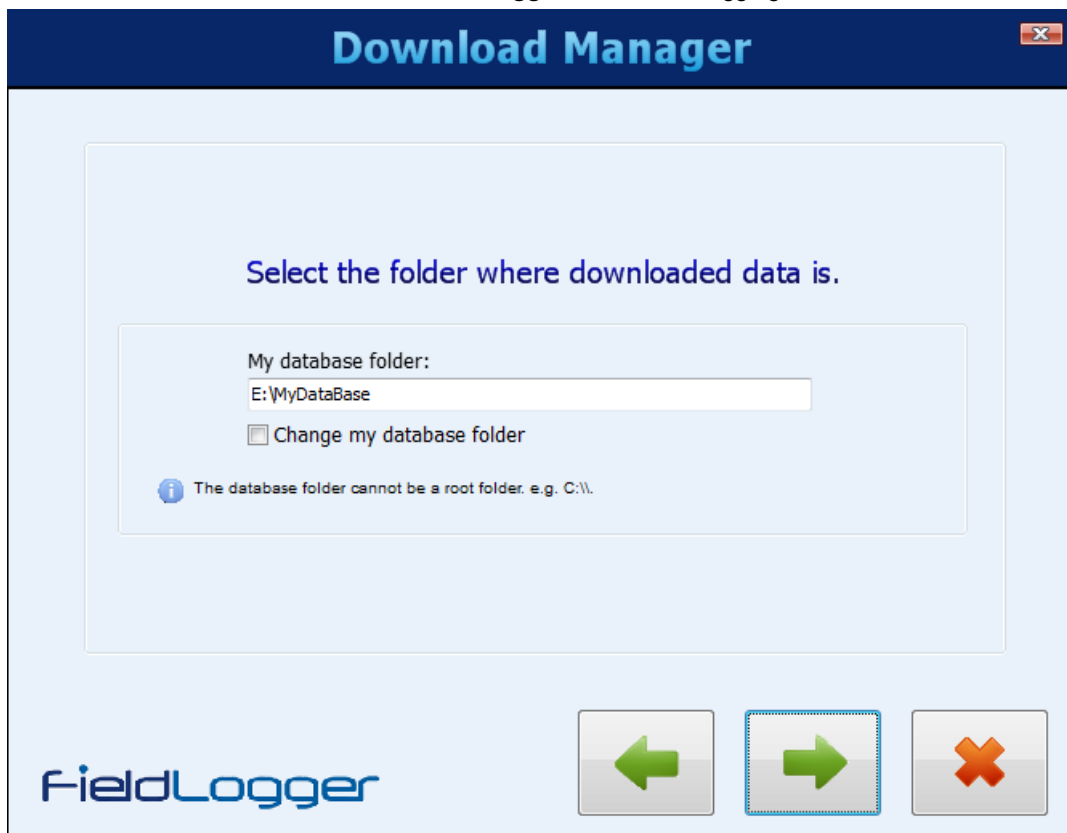 Download Manager
Select the folder where downloaded data is.
My database folder:
E:\MyDataBase
Change my database folder
The database folder cannot be a root folder. e.g. C:\\.
FieldLogger